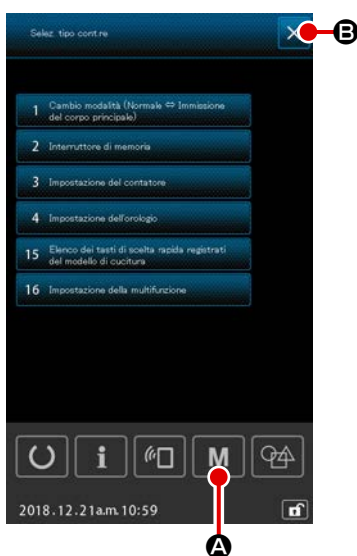 Selez. tipo cont.re
B
1 Cambio modalità (Normale ⇔ Immissione
del corpo principale)
2 Interruttore di memoria
3 Impostazione del contatore
4 Impostazione dell'orologio
15 Elenco dei tasti di scelta rapida registrati
del modello di cucitura
16 Impostazione della multifunzione
i M
2018.12.21a.m.10:59
A